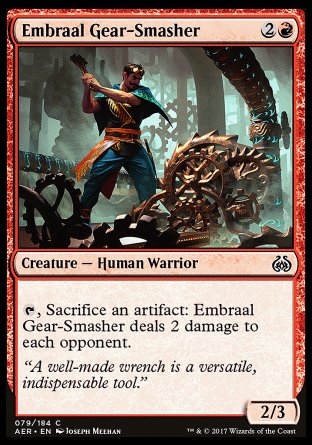 Embraal Gear-Smasher 2
Creature — Human Warrior
, Sacrifice an artifact: Embraal
Gear-Smasher deals 2 damage to
each opponent.
“A well-made wrench is a versatile,
indispensable tool.”
2/3
079/184 C
AER • EN Joseph Meehan ™ & © 2017 Wizards of the Coast